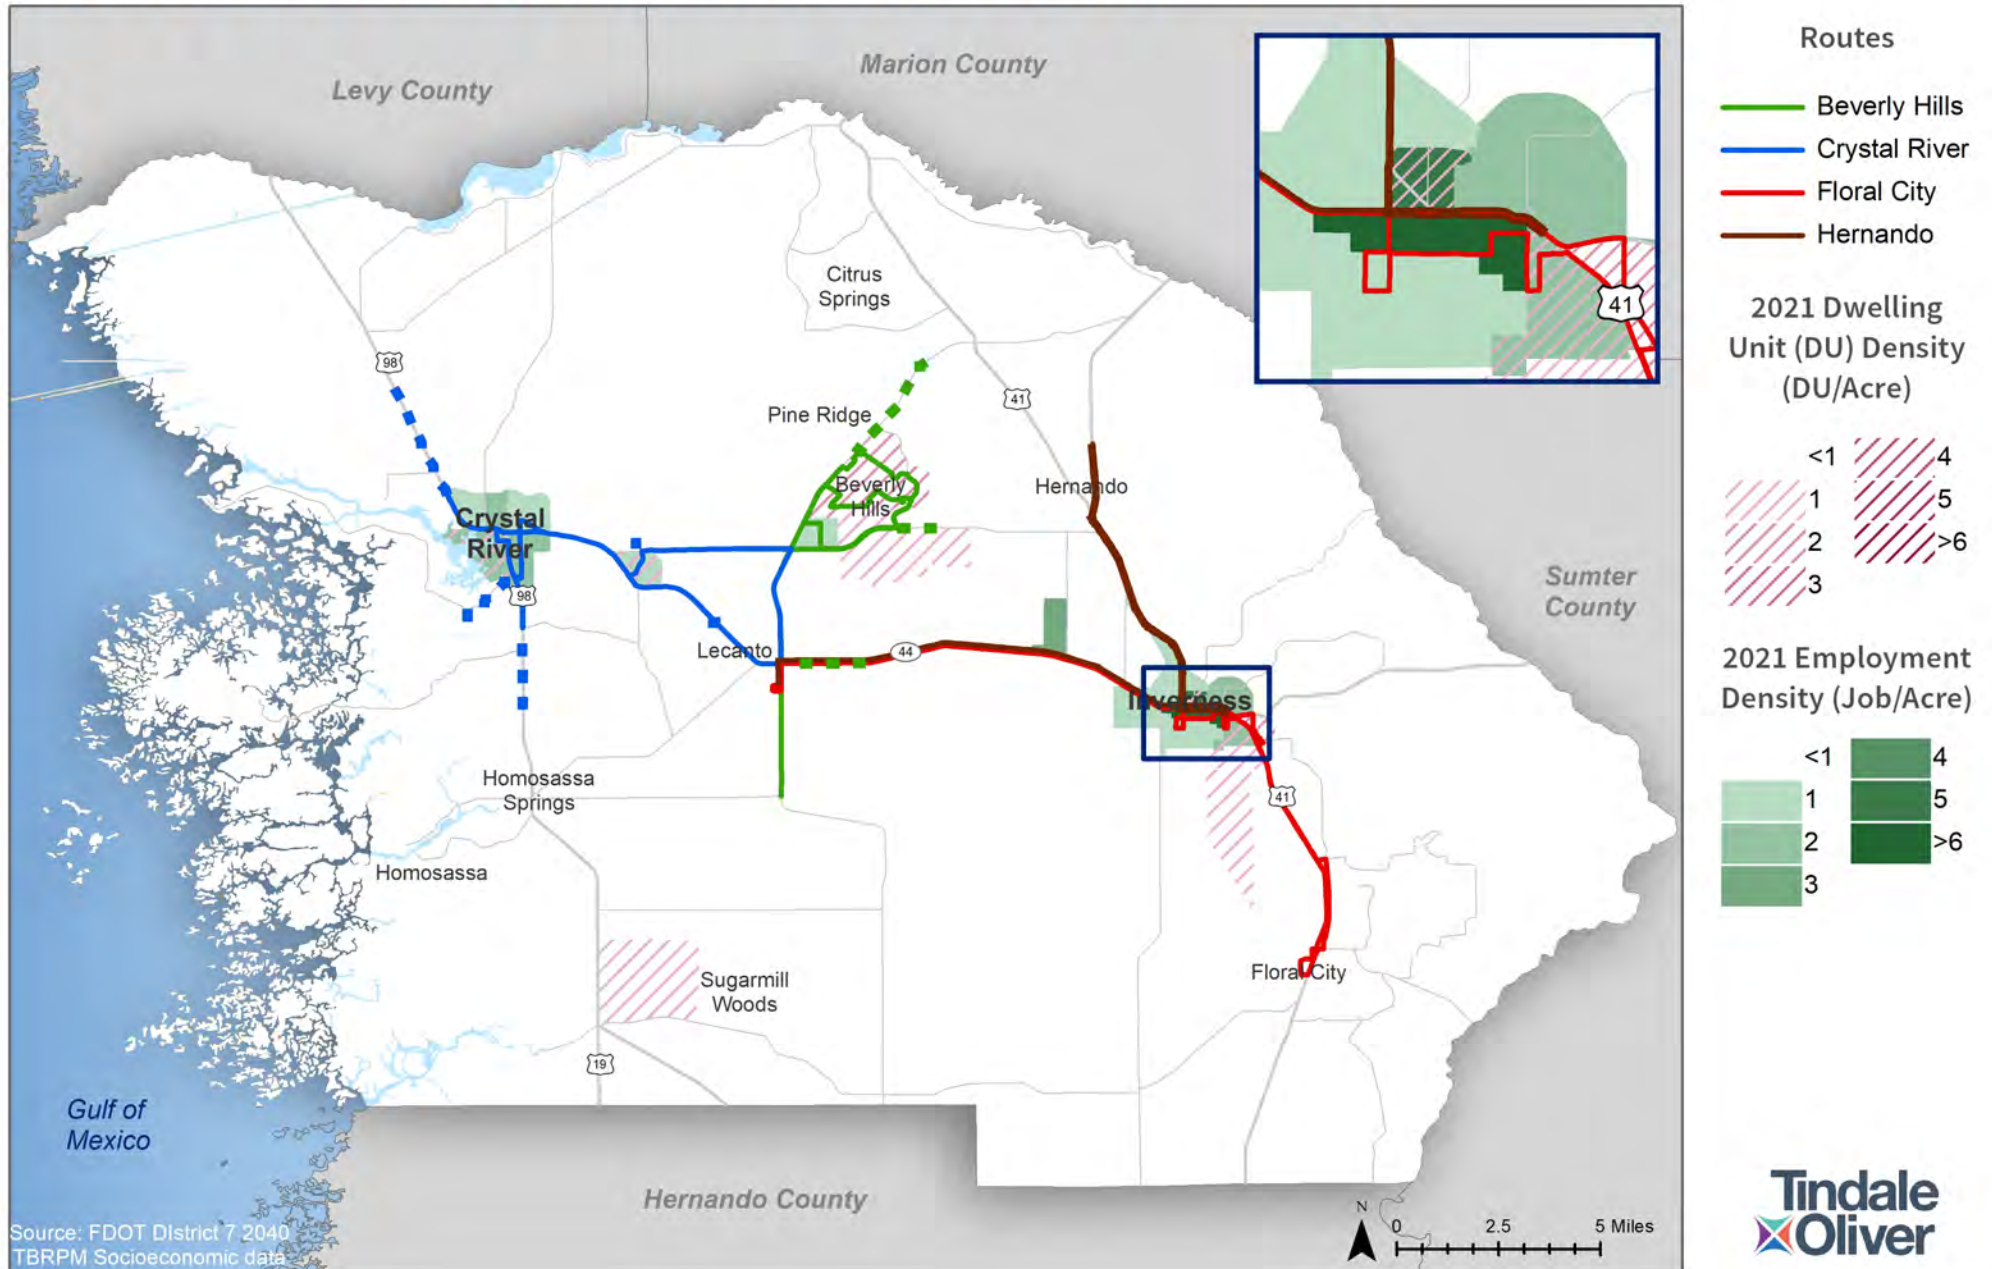 Levy County
Marion County
Citrus
Springs
98
41
Pine Ridge
Beverly
Hills
Hernando
Crystal
River
98
Lecanto
44
Inverness
Sumter
County
Homosassa
Springs
41
Homosassa
Floral City
Sugarmill
Woods
19
Gulf of
Mexico
Hernando County
Source: FDOT DIstrict 7 2040
TBRPM Socioeconomic data
N
0 2.5 5 Miles
41
Routes
Beverly Hills
Crystal River
Floral City
Hernando
2021 Dwelling
Unit (DU) Density
(DU/Acre)
<1 4
1 5
2 >6
3
2021 Employment
Density (Job/Acre)
<1 4
1 5
2 >6
3
Tindale
Oliver